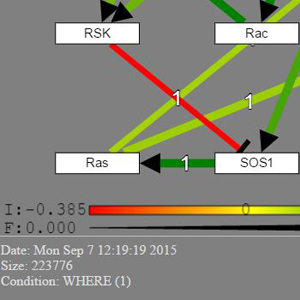 RSK
Rac
1
1
Ras
1
SOS1
I:-0.385
0
F:0.000
Date: Mon Sep 7 12:19:19 2015
Size: 223776
Condition: WHERE (1)